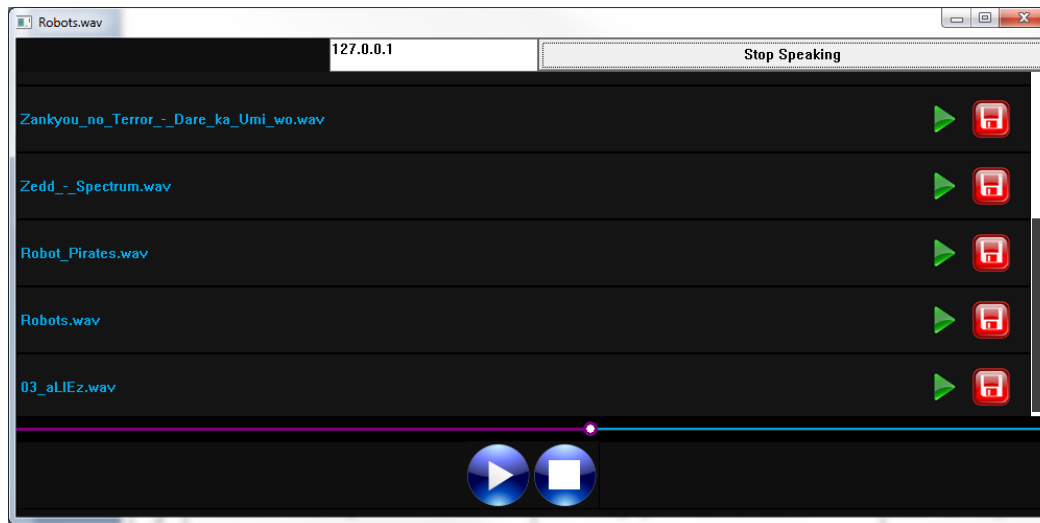 Robots.wav
127.0.0.1
Stop Speaking
Zankyou_no_Terror_-_Dare_ka_Umi_wo.wav
Zedd_-_Spectrum.wav
Robot_Pirates.wav
Robots.wav
03_aLIEz.wav